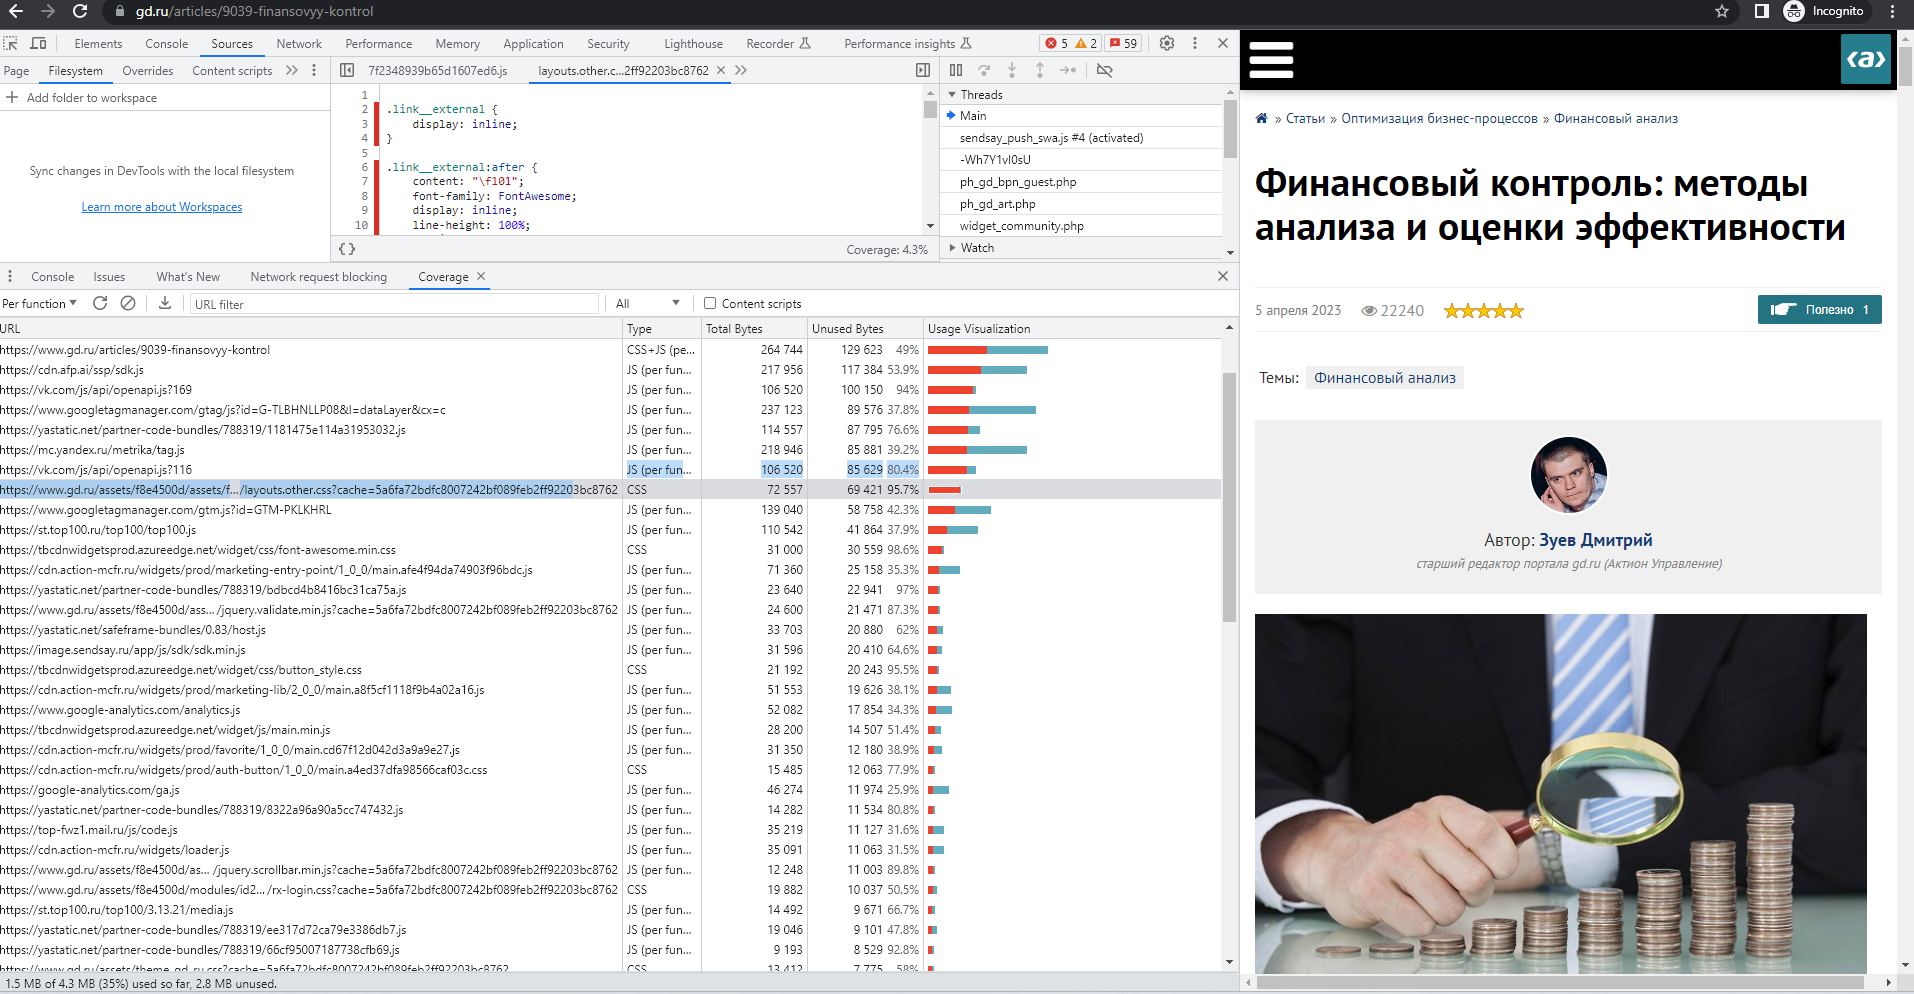 gd.ru/articles/9039-finansovyy-kontrol
Incognito
Elements Console Sources Network Performance Memory Application Security Lighthouse Recorder Performance insights 5 2 59
Page Filesystem Overrides Content scripts
7f2348939b65d1607ed6.js layouts.other.c...2ff92203bc8762
+ Add folder to workspace
Sync changes in DevTools with the local filesystem
Learn more about Workspaces
1
2 .link__external {
3 display: inline;
4 }
5
6 .link__external:after {
7 content: "\f101";
8 font-family: FontAwesome;
9 display: inline;
10 line-height: 100%;
{} Coverage: 4.3%
Threads
Main
sendsay_push_swa.js #4 (activated)
-Wh7Y1vI0sU
ph_gd_bpn_guest.php
ph_gd_art.php
widget_community.php
Watch
Console Issues What's New Network request blocking Coverage
Per function URL filter All Content scripts
URL Type Total Bytes Unused Bytes Usage Visualization
https://www.gd.ru/articles/9039-finansovyy-kontrol CSS+JS (pe... 264 744 129 623 49%
https://cdn.afp.ai/ssp/sdk.js JS (per fun... 217 956 117 384 53.9%
https://vk.com/js/api/openapi.js?169 JS (per fun... 106 520 100 150 94%
https://www.googletagmanager.com/gtag/js?id=G-TLBHNLLP08&l=dataLayer&cx=c JS (per fun... 237 123 89 576 37.8%
https://yastatic.net/partner-code-bundles/788319/1181475e114a31953032.js JS (per fun... 114 557 87 795 76.6%
https://mc.yandex.ru/metrika/tag.js JS (per fun... 218 946 85 881 39.2%
https://vk.com/js/api/openapi.js?116 JS (per fun... 106 520 85 629 80.4%
https://www.gd.ru/assets/f8e4500d/assets/f... /layouts.other.css?cache=5a6fa72bdfc8007242bf089feb2ff92203bc8762 CSS 72 557 69 421 95.7%
https://www.googletagmanager.com/gtm.js?id=GTM-PKLKHRL JS (per fun... 139 040 58 758 42.3%
https://st.top100.ru/top100/top100.js JS (per fun... 110 542 41 864 37.9%
https://tbcdnwidgetsprod.azureedge.net/widget/css/font-awesome.min.css CSS 31 000 30 559 98.6%
https://cdn.action-mcfr.ru/widgets/prod/marketing-entry-point/1_0_0/main.afe4f94da74903f96bdc.js JS (per fun... 71 360 25 158 35.3%
https://yastatic.net/partner-code-bundles/788319/bdbcd4b8416bc31ca75a.js JS (per fun... 23 640 22 941 97%
https://www.gd.ru/assets/f8e4500d/ass... /jquery.validate.min.js?cache=5a6fa72bdfc8007242bf089feb2ff92203bc8762 JS (per fun... 24 600 21 471 87.3%
https://yastatic.net/safeframe-bundles/0.83/host.js JS (per fun... 33 703 20 880 62%
https://image.sendsay.ru/app/js/sdk/sdk.min.js JS (per fun... 31 596 20 410 64.6%
https://tbcdnwidgetsprod.azureedge.net/widget/css/button_style.css CSS 21 192 20 243 95.5%
https://cdn.action-mcfr.ru/widgets/prod/marketing-lib/2_0_0/main.a8f5cf1118f9b4a02a16.js JS (per fun... 51 553 19 626 38.1%
https://www.google-analytics.com/analytics.js JS (per fun... 52 082 17 854 34.3%
https://tbcdnwidgetsprod.azureedge.net/widget/js/main.min.js JS (per fun... 28 200 14 507 51.4%
https://cdn.action-mcfr.ru/widgets/prod/favorite/1_0_0/main.cd67f12d042d3a9a9e27.js JS (per fun... 31 350 12 180 38.9%
https://cdn.action-mcfr.ru/widgets/prod/auth-button/1_0_0/main.a4ed37dfa98566caf03c.css CSS 15 485 12 063 77.9%
https://google-analytics.com/ga.js JS (per fun... 46 274 11 974 25.9%
https://yastatic.net/partner-code-bundles/788319/8322a96a90a5cc747432.js JS (per fun... 14 282 11 534 80.8%
https://top-fwz1.mail.ru/js/code.js JS (per fun... 35 219 11 127 31.6%
https://cdn.action-mcfr.ru/widgets/loader.js JS (per fun... 35 091 11 063 31.5%
https://www.gd.ru/assets/f8e4500d/as... /jquery.scrollbar.min.js?cache=5a6fa72bdfc8007242bf089feb2ff92203bc8762 JS (per fun... 12 248 11 003 89.8%
https://www.gd.ru/assets/f8e4500d/modules/id2... /rx-login.css?cache=5a6fa72bdfc8007242bf089feb2ff92203bc8762 CSS 19 882 10 037 50.5%
https://st.top100.ru/top100/3.13.21/media.js JS (per fun... 14 492 9 671 66.7%
https://yastatic.net/partner-code-bundles/788319/ee317d72ca79e3386db7.js JS (per fun... 19 046 9 101 47.8%
https://yastatic.net/partner-code-bundles/788319/66cf95007187738cfb69.js JS (per fun... 9 193 8 529 92.8%
https://www.gd.ru/assets/theme_gd_ru.css?cache=5a6fa72bdfc8007242bf089feb2ff92203bc8762 CSS 13 412 7 775 58%
1.5 MB of 4.3 MB (35%) used so far, 2.8 MB unused.
‹a›
» Статьи » Оптимизация бизнес-процессов » Финансовый анализ
Финансовый контроль: методы
анализа и оценки эффективности
5 апреля 2023 22240 Полезно 1
Темы: Финансовый анализ
Автор: Зуев Дмитрий
старший редактор портала gd.ru (Актион Управление)